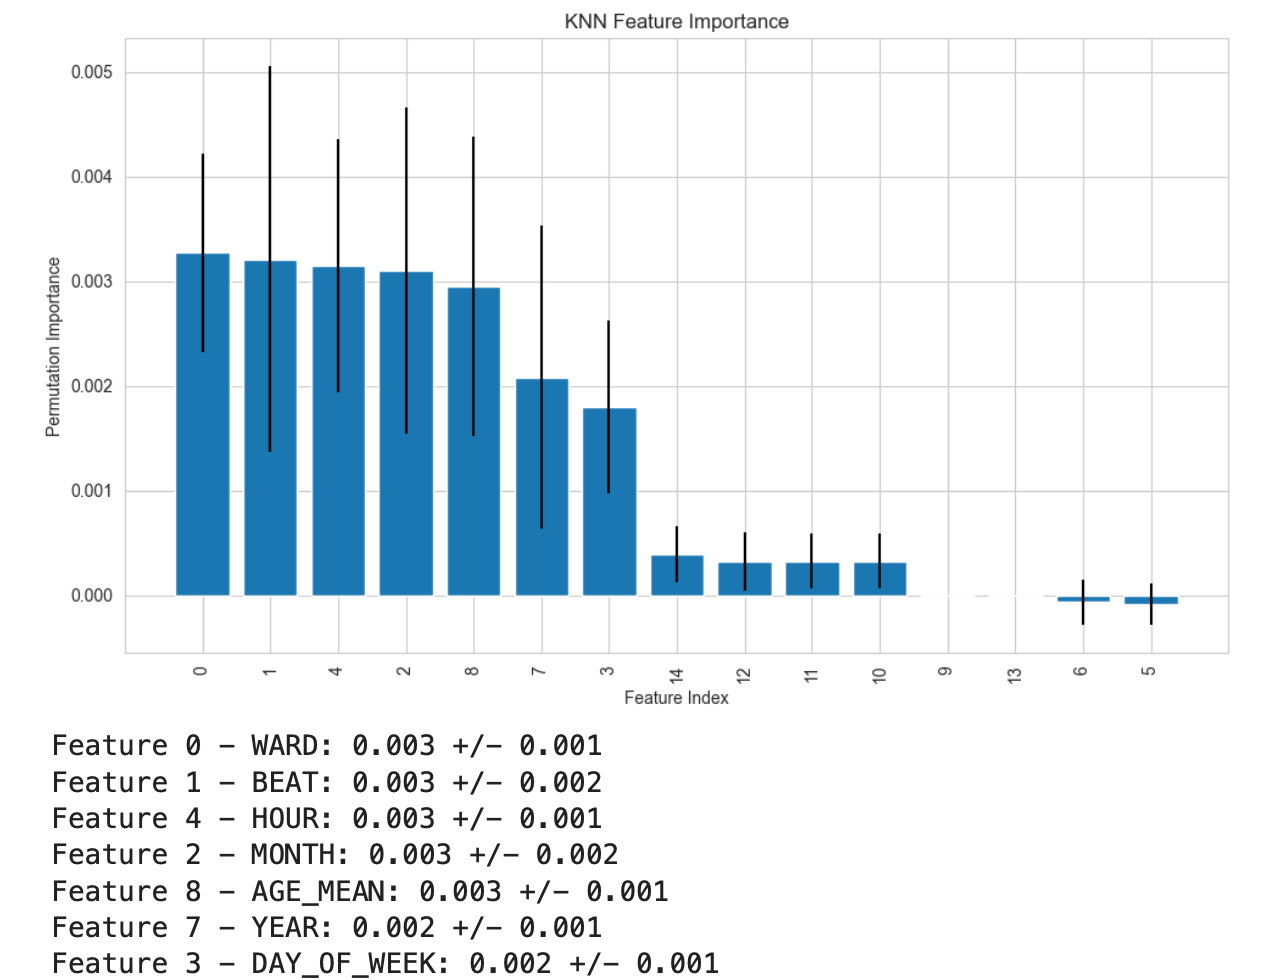 KNN Feature Importance
0.005
0.004
0.003
0.002
0.001
0.000
Permutation Importance
0 1 4 2 8 7 3 14 12 11 10 9 13 6 5
Feature Index
Feature 0 – WARD: 0.003 +/– 0.001
Feature 1 – BEAT: 0.003 +/– 0.002
Feature 4 – HOUR: 0.003 +/– 0.001
Feature 2 – MONTH: 0.003 +/– 0.002
Feature 8 – AGE_MEAN: 0.003 +/– 0.001
Feature 7 – YEAR: 0.002 +/– 0.001
Feature 3 – DAY_OF_WEEK: 0.002 +/– 0.001